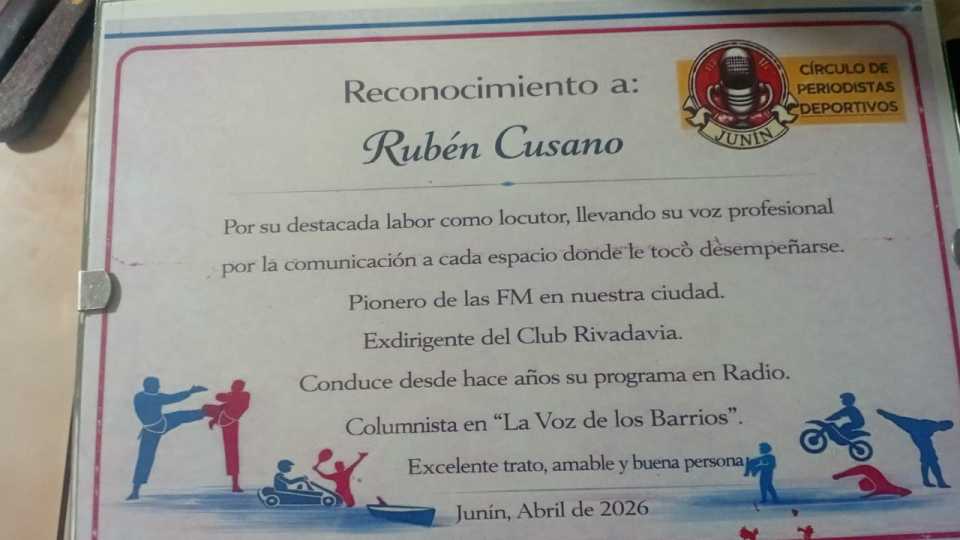 Reconocimiento a:
CÍRCULO DE
PERIODISTAS
DEPORTIVOS
JUNÍN
Rubén Cusano
Por su destacada labor como locutor, llevando su voz profesional
por la comunicación a cada espacio donde le tocò dèsempeñarse.
Pionero de las FM en nuestra ciudad.
Exdirigente del Club Rivadavia.
Conduce desde hace años su programa en Radio.
Columnista en “La Voz de los Barrios”.
Excelente trato, amable y buena persona
Junín, Abril de 2026